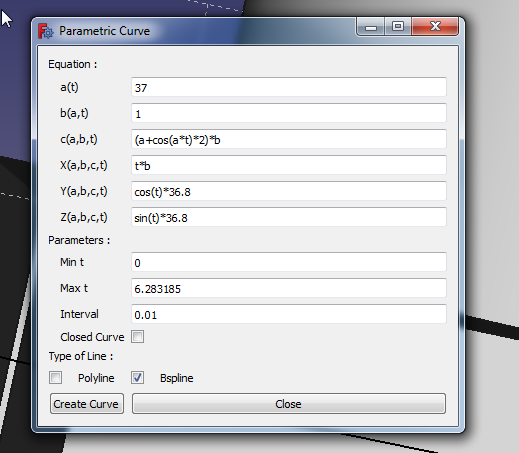 Parametric Curve
Equation :
a(t) 37
b(a,t) 1
c(a,b,t) (a+cos(a*t)*2)*b
X(a,b,c,t) t*b
Y(a,b,c,t) cos(t)*36.8
Z(a,b,c,t) sin(t)*36.8
Parameters :
Min t 0
Max t 6.283185
Interval 0.01
Closed Curve
Type of Line :
Polyline Bspline
Create Curve Close